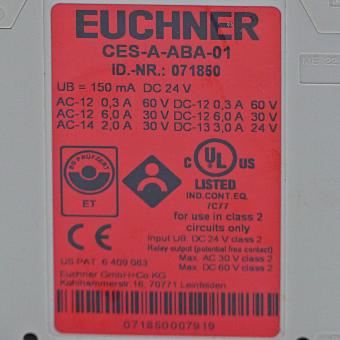 EUCHNER
CES-A-ABA-01
ID.-NR.: 071850
UB = 150 mA DC 24 V
AC-12 0,3 A 60 V DC-12 0,3 A 60 V
AC-12 6,0 A 30 V DC-12 6,0 A 30 V
AC-14 2,0 A 30 V DC-13 3,0 A 24 V
BG PRÜFZERT
ET
C UL US
LISTED
IND.CONT.EQ.
7C77
for use in class 2
circuits only
Input UB: DC 24 V class 2
Relay output (potential free contact)
Max. AC 30 V class 2
Max. DC 60 V class 2
CE
US PAT. 6 409 083
Euchner GmbH+Co KG
Kohlhammerstr. 16, 70771 Leinfelden
071850007919